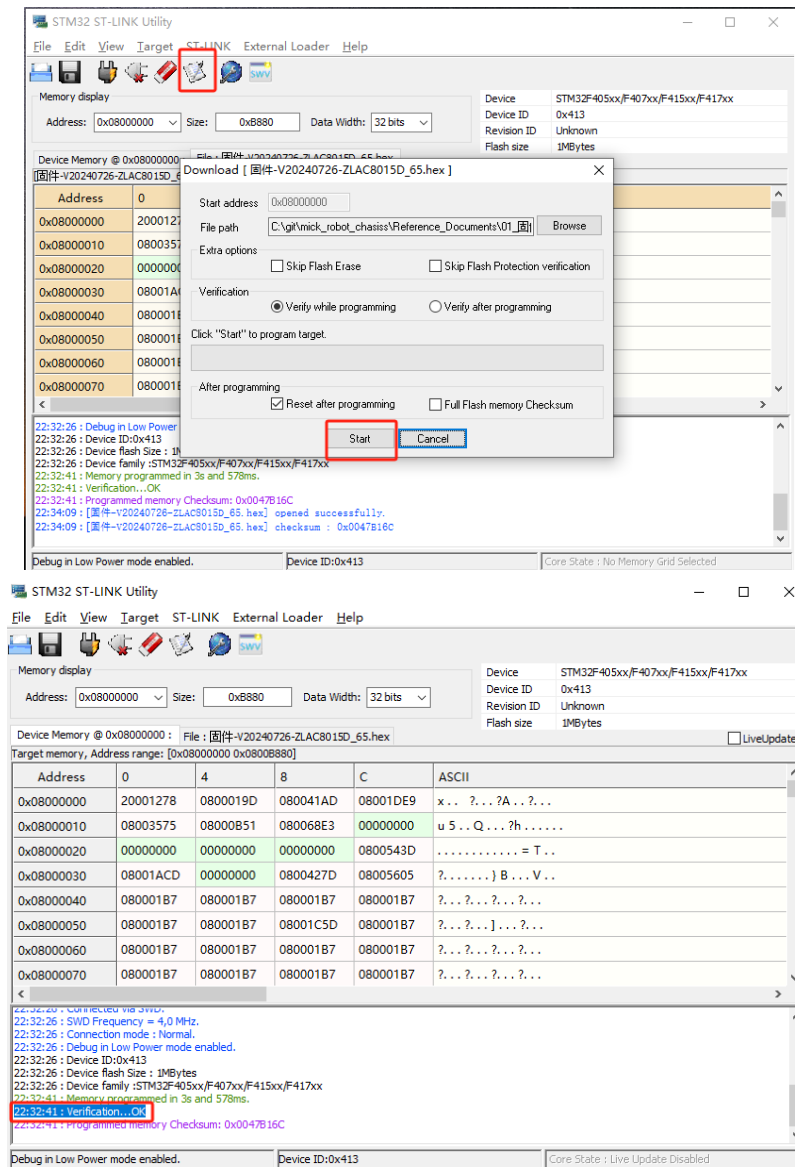 STM32 ST-LINK Utility
File Edit View Target ST-LINK External Loader Help
SWV
Memory display
Address: 0x08000000 Size: 0xB880 Data Width: 32 bits
Device STM32F405xx/F407xx/F415xx/F417xx
Device ID 0x413
Revision ID Unknown
Flash size 1MBytes
Device Memory @ 0x08000000
[固件-V20240726-ZLAC8015D_6
Address 0
0x08000000
0x08000010
0x08000020
0x08000030
0x08000040
0x08000050
0x08000060
0x08000070
Download [ 固件-V20240726-ZLAC8015D_65.hex ]
Start address 0x08000000
File path C:\git\mick_robot_chasiss\Reference_Documents\01_固 Browse
Extra options
Skip Flash Erase Skip Flash Protection verification
Verification
Verify while programming Verify after programming
Click "Start" to program target.
After programming
Reset after programming Full Flash memory Checksum
Start Cancel
22:32:26 : Debug in Low Power
22:32:26 : Device ID:0x413
22:32:26 : Device flash Size : 1M
22:32:26 : Device family :STM32F405xx/F407xx/F415xx/F417xx
22:32:41 : Memory programmed in 3s and 578ms.
22:32:41 : Verification...OK
22:32:41 : Programmed memory Checksum: 0x0047B16C
22:34:09 : [固件-V20240726-ZLAC8015D_65.hex] opened successfully.
22:34:09 : [固件-V20240726-ZLAC8015D_65.hex] checksum : 0x0047B16C
Debug in Low Power mode enabled. Device ID:0x413 Core State : No Memory Grid Selected
STM32 ST-LINK Utility
File Edit View Target ST-LINK External Loader Help
SWV
Memory display
Address: 0x08000000 Size: 0xB880 Data Width: 32 bits
Device STM32F405xx/F407xx/F415xx/F417xx
Device ID 0x413
Revision ID Unknown
Flash size 1MBytes
Device Memory @ 0x08000000 : File : 固件-V20240726-ZLAC8015D_65.hex LiveUpdate
Target memory, Address range: [0x08000000 0x0800B880]
Address 0 4 8 C ASCII
0x08000000 20001278 0800019D 080041AD 08001DE9 x.. ?...?A..?...
0x08000010 08003575 08000B51 080068E3 00000000 u5..Q...?h......
0x08000020 00000000 00000000 00000000 0800543D ............=T..
0x08000030 08001ACD 00000000 0800427D 08005605 ?.......}B...V..
0x08000040 080001B7 080001B7 080001B7 080001B7 ?...?...?...?...
0x08000050 080001B7 080001B7 08001C5D 080001B7 ?...?...]...?...
0x08000060 080001B7 080001B7 080001B7 080001B7 ?...?...?...?...
0x08000070 080001B7 080001B7 080001B7 080001B7 ?...?...?...?...
22:32:26 : Connected via SWD.
22:32:26 : SWD Frequency = 4,0 MHz.
22:32:26 : Connection mode : Normal.
22:32:26 : Debug in Low Power mode enabled.
22:32:26 : Device ID:0x413
22:32:26 : Device flash Size : 1MBytes
22:32:26 : Device family :STM32F405xx/F407xx/F415xx/F417xx
22:32:41 : Memory programmed in 3s and 578ms.
22:32:41 : Verification...OK
22:32:41 : Programmed memory Checksum: 0x0047B16C
Debug in Low Power mode enabled. Device ID:0x413 Core State : Live Update Disabled